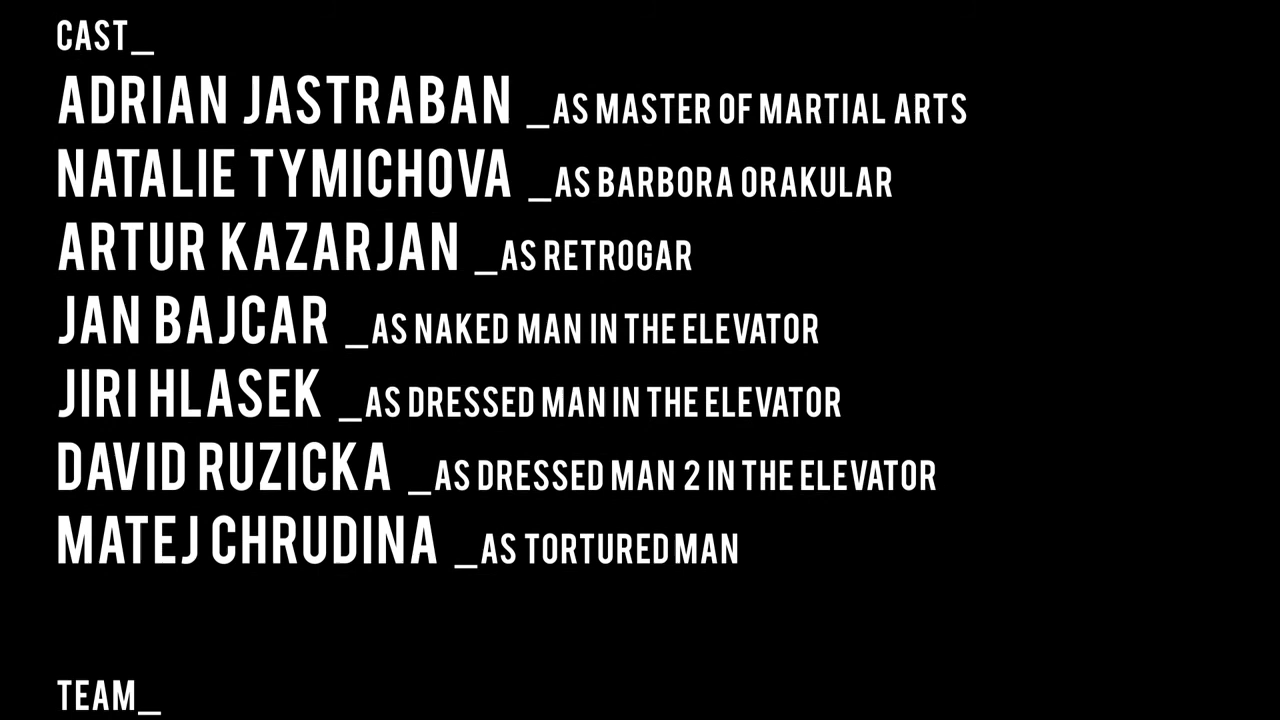 CAST_
ADRIAN JASTRABAN _AS MASTER OF MARTIAL ARTS
NATALIE TYMICHOVA _AS BARBORA ORAKULAR
ARTUR KAZARJAN _AS RETROGAR
JAN BAJCAR _AS NAKED MAN IN THE ELEVATOR
JIRI HLASEK _AS DRESSED MAN IN THE ELEVATOR
DAVID RUZICKA _AS DRESSED MAN 2 IN THE ELEVATOR
MATEJ CHRUDINA _AS TORTURED MAN
TEAM_